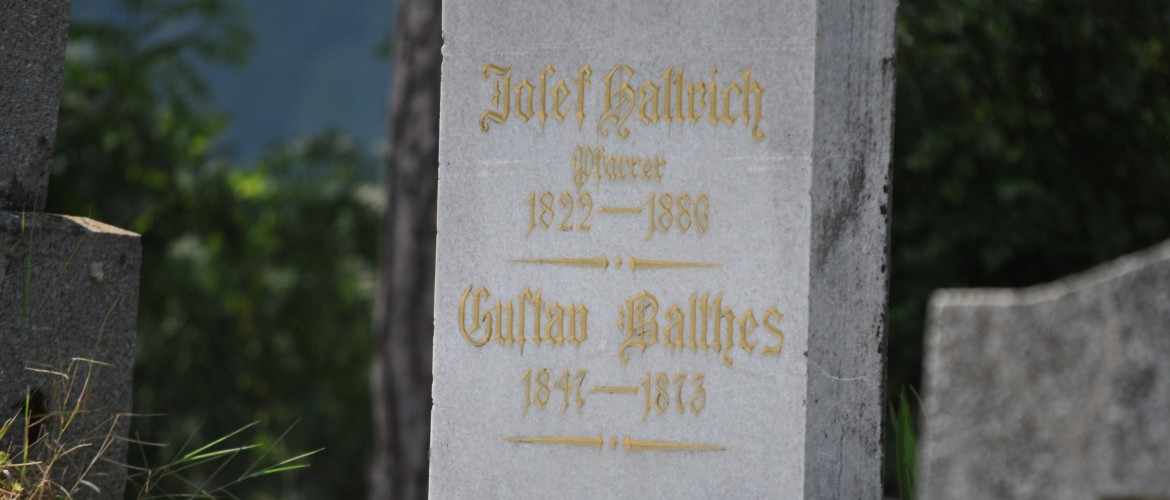 Josef Haltrich
Pfarrer
1822—1886
Gustav Balthes
1847—1873